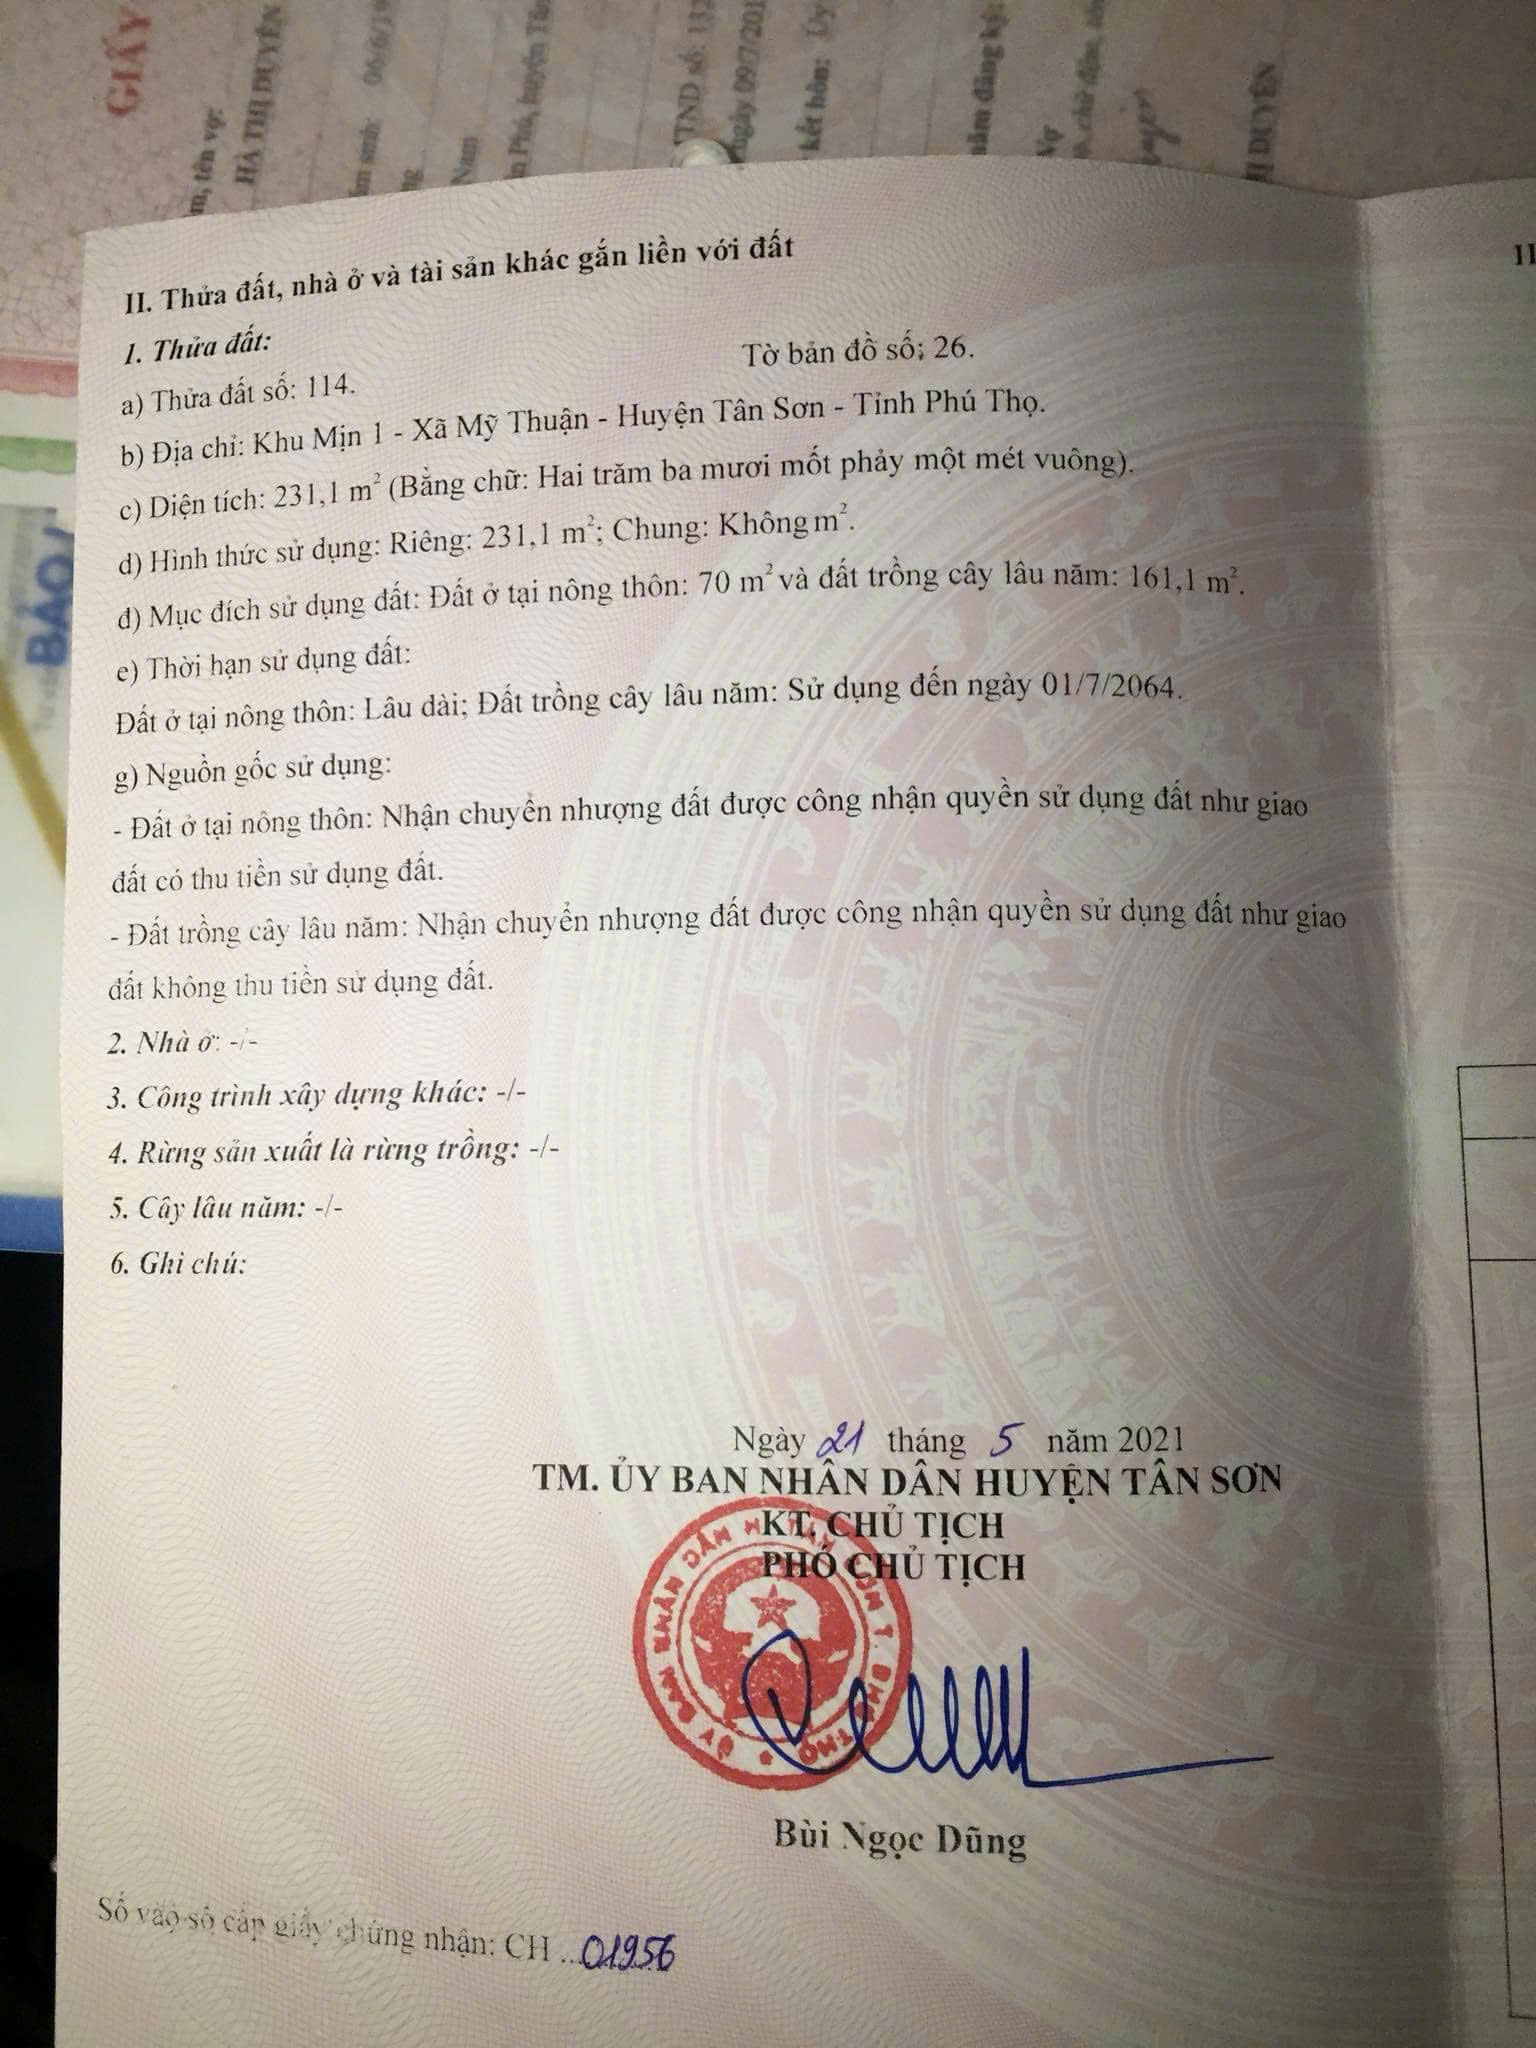 GIẤY
HÀ THỊ DUYÊN
II. Thửa đất, nhà ở và tài sản khác gắn liền với đất
1. Thửa đất:
a) Thửa đất số: 114. Tờ bản đồ số: 26.
b) Địa chỉ: Khu Mịn 1 - Xã Mỹ Thuận - Huyện Tân Sơn - Tỉnh Phú Thọ.
c) Diện tích: 231,1 m² (Bằng chữ: Hai trăm ba mươi mốt phảy một mét vuông).
d) Hình thức sử dụng: Riêng: 231,1 m²; Chung: Không m².
đ) Mục đích sử dụng đất: Đất ở tại nông thôn: 70 m² và đất trồng cây lâu năm: 161,1 m².
e) Thời hạn sử dụng đất:
Đất ở tại nông thôn: Lâu dài; Đất trồng cây lâu năm: Sử dụng đến ngày 01/7/2064.
g) Nguồn gốc sử dụng:
- Đất ở tại nông thôn: Nhận chuyển nhượng đất được công nhận quyền sử dụng đất như giao
đất có thu tiền sử dụng đất.
- Đất trồng cây lâu năm: Nhận chuyển nhượng đất được công nhận quyền sử dụng đất như giao
đất không thu tiền sử dụng đất.
2. Nhà ở: -/-
3. Công trình xây dựng khác: -/-
4. Rừng sản xuất là rừng trồng: -/-
5. Cây lâu năm: -/-
6. Ghi chú:
Ngày 21 tháng 5 năm 2021
TM. ỦY BAN NHÂN DÂN HUYỆN TÂN SƠN
KT. CHỦ TỊCH
PHÓ CHỦ TỊCH
Bùi Ngọc Dũng
Số vào sổ cấp giấy chứng nhận: CH ...01956